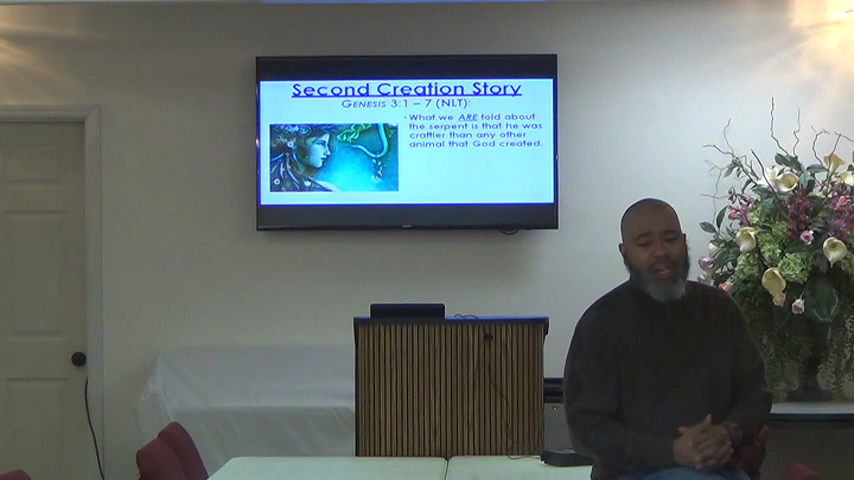 Second Creation Story
GENESIS 3:1 – 7 (NLT):
• What we ARE told about
the serpent is that he was
craftier than any other
animal that God created.